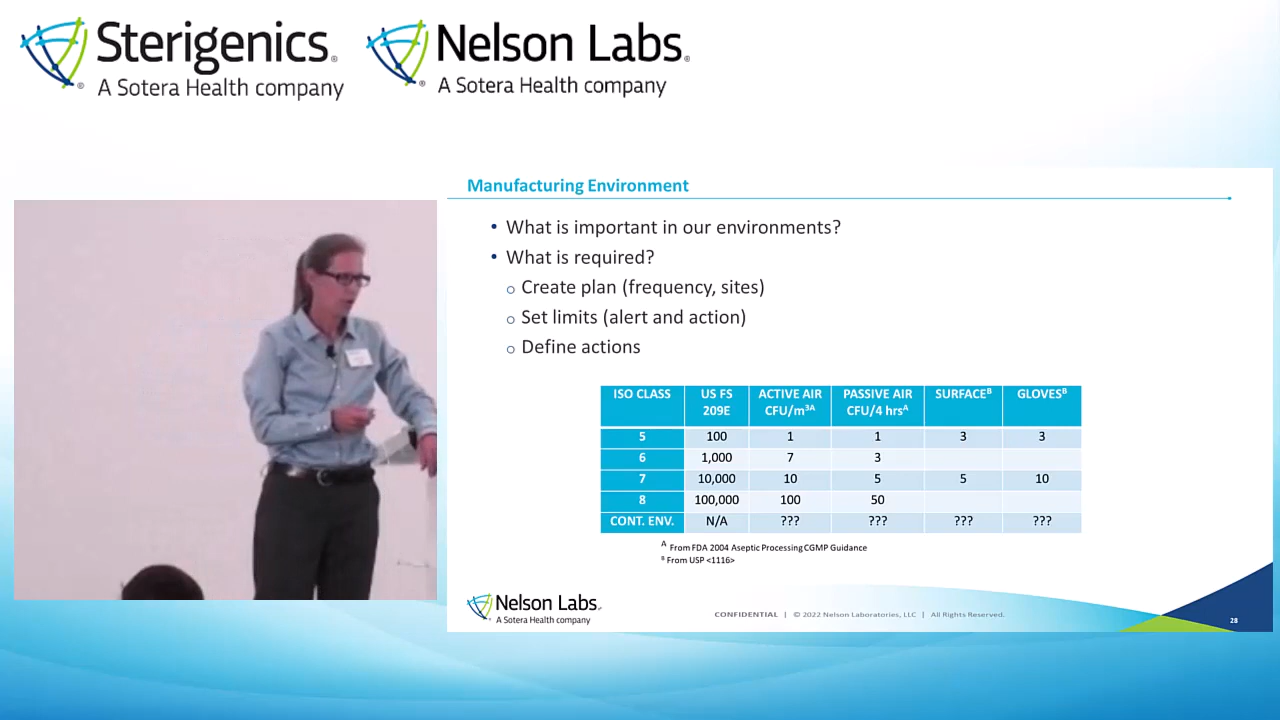 Sterigenics®
A Sotera Health company
Nelson Labs®
A Sotera Health company
Manufacturing Environment
• What is important in our environments?
• What is required?
o Create plan (frequency, sites)
o Set limits (alert and action)
o Define actions
ISO CLASS US FS 209E ACTIVE AIR CFU/m³ᴬ PASSIVE AIR CFU/4 hrsᴬ SURFACEᴮ GLOVESᴮ
5 100 1 1 3 3
6 1,000 7 3
7 10,000 10 5 5 10
8 100,000 100 50
CONT. ENV. N/A ??? ??? ??? ???
A From FDA 2004 Aseptic Processing CGMP Guidance
B From USP <1116>
Nelson Labs
A Sotera Health company
CONFIDENTIAL | © 2022 Nelson Laboratories, LLC | All Rights Reserved.
28